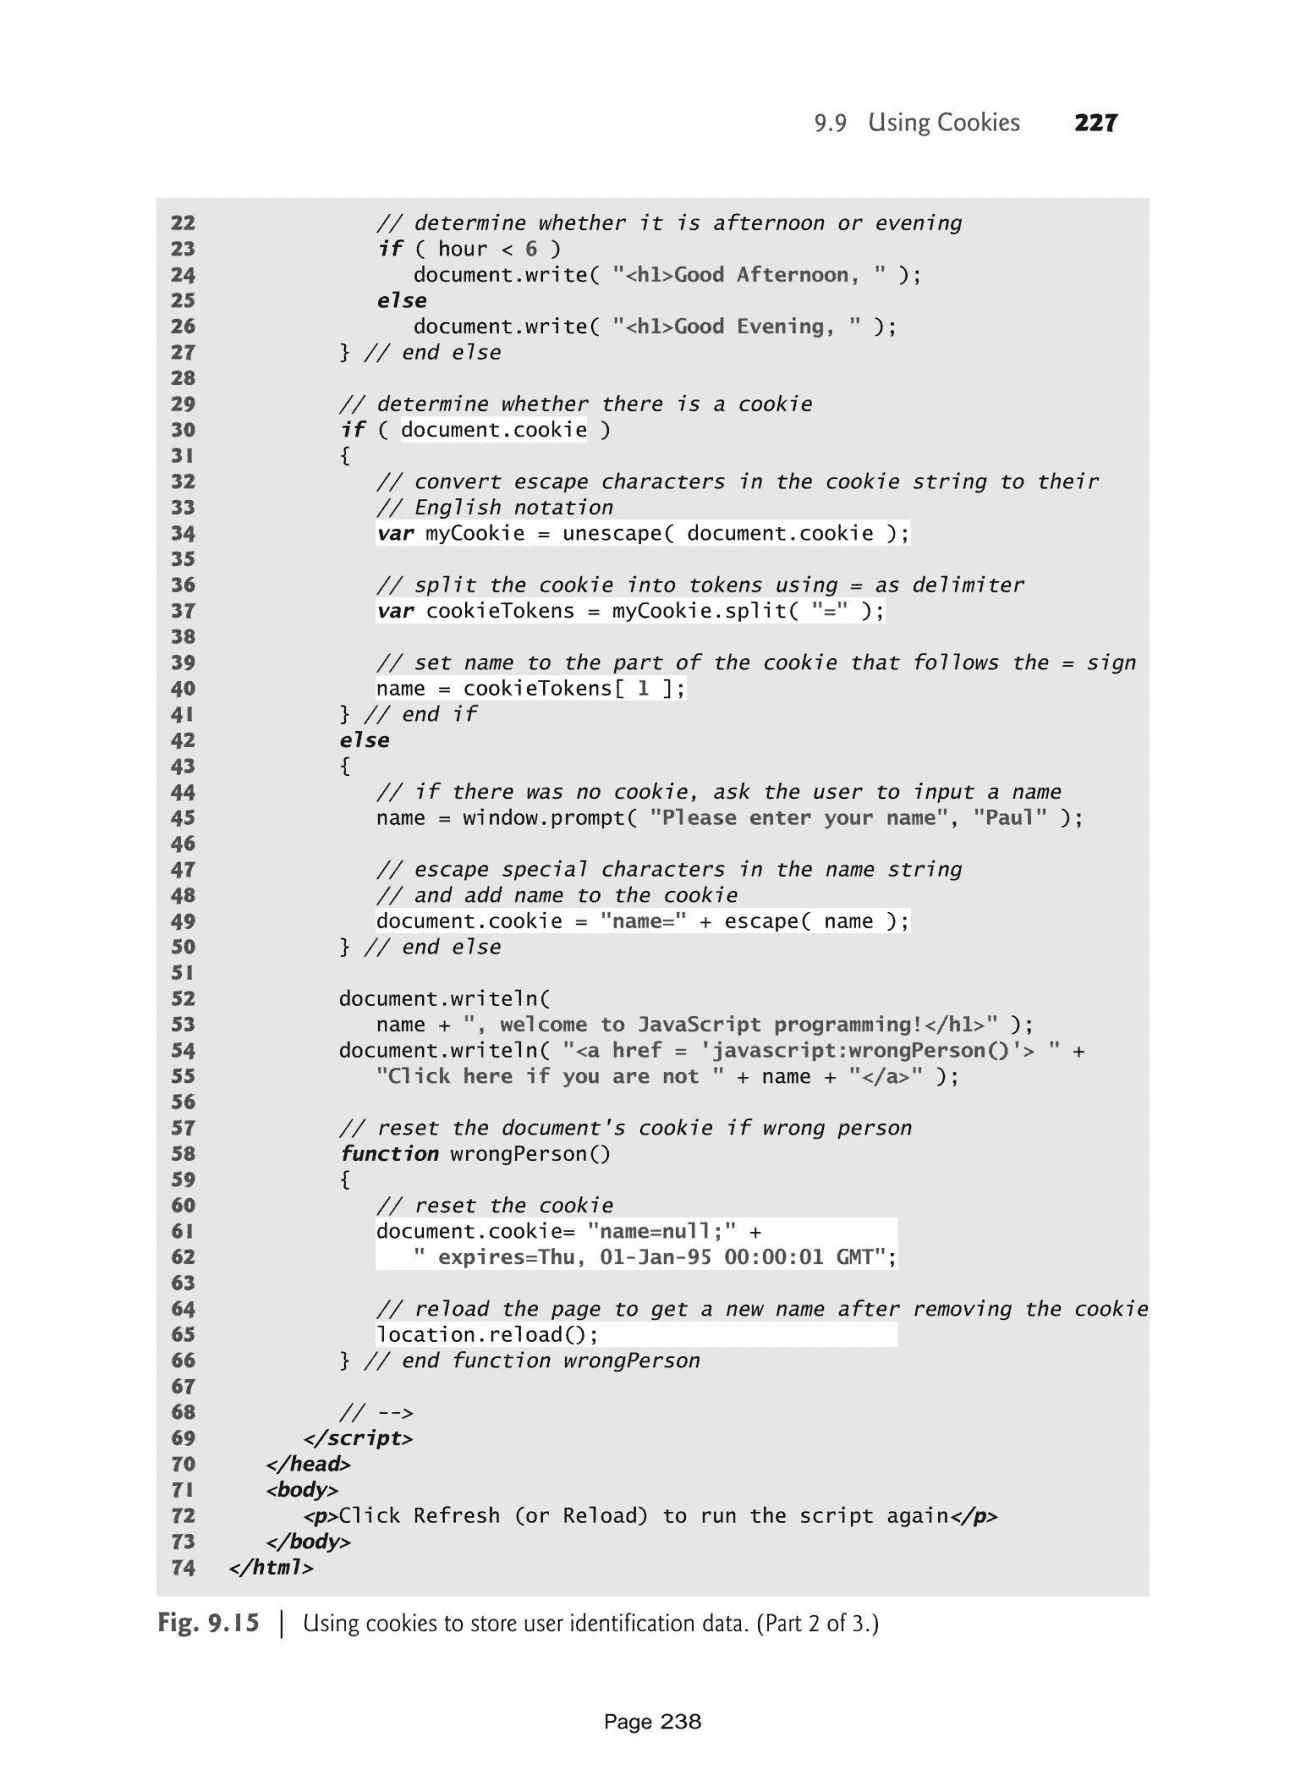 9.9 Using Cookies 227
22 // determine whether it is afternoon or evening
23 if ( hour < 6 )
24 document.write( "<h1>Good Afternoon, " );
25 else
26 document.write( "<h1>Good Evening, " );
27 } // end else
28
29 // determine whether there is a cookie
30 if ( document.cookie )
31 {
32 // convert escape characters in the cookie string to their
33 // English notation
34 var myCookie = unescape( document.cookie );
35
36 // split the cookie into tokens using = as delimiter
37 var cookieTokens = myCookie.split( "=" );
38
39 // set name to the part of the cookie that follows the = sign
40 name = cookieTokens[ 1 ];
41 } // end if
42 else
43 {
44 // if there was no cookie, ask the user to input a name
45 name = window.prompt( "Please enter your name", "Paul" );
46
47 // escape special characters in the name string
48 // and add name to the cookie
49 document.cookie = "name=" + escape( name );
50 } // end else
51
52 document.writeln(
53 name + ", welcome to JavaScript programming!</h1>" );
54 document.writeln( "<a href = 'javascript:wrongPerson()'> " +
55 "Click here if you are not " + name + "</a>" );
56
57 // reset the document's cookie if wrong person
58 function wrongPerson()
59 {
60 // reset the cookie
61 document.cookie= "name=null;" +
62 " expires=Thu, 01-Jan-95 00:00:01 GMT";
63
64 // reload the page to get a new name after removing the cookie
65 location.reload();
66 } // end function wrongPerson
67
68 // -->
69 </script>
70 </head>
71 <body>
72 <p>Click Refresh (or Reload) to run the script again</p>
73 </body>
74 </html>
Fig. 9.15 | Using cookies to store user identification data. (Part 2 of 3.)
Page 238